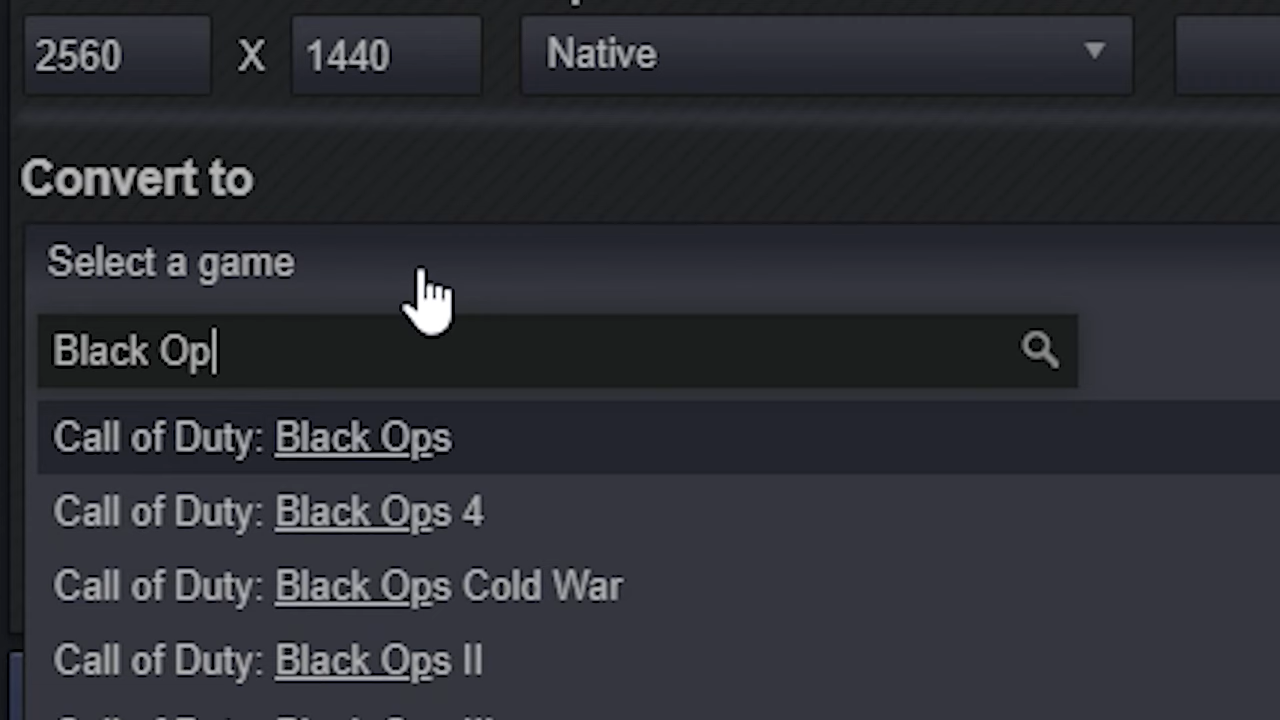 2560 X 1440 Native
Convert to
Select a game
Black Op
Call of Duty: Black Ops
Call of Duty: Black Ops 4
Call of Duty: Black Ops Cold War
Call of Duty: Black Ops II